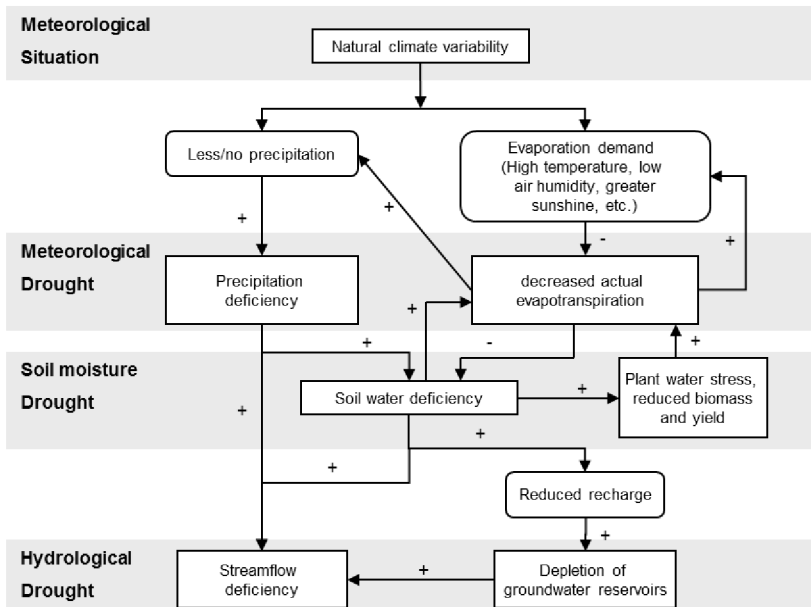 Meteorological
Situation
Natural climate variability
Less/no precipitation
Evaporation demand
(High temperature, low
air humidity, greater
sunshine, etc.)
+
+
-
+
Meteorological
Drought
Precipitation
deficiency
decreased actual
evapotranspiration
+
+
-
+
Soil moisture
Drought
Soil water deficiency
+
Plant water stress,
reduced biomass
and yield
+
+
+
Reduced recharge
+
Hydrological
Drought
Streamflow
deficiency
+
Depletion of
groundwater reservoirs